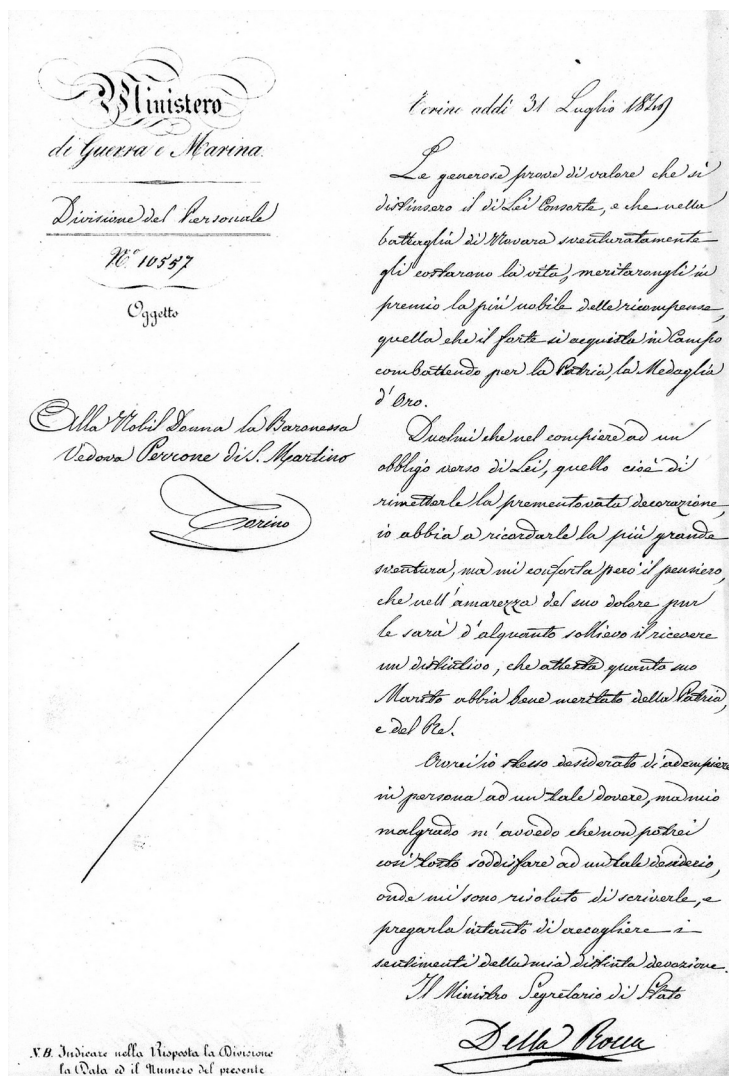 Ministero
di Guerra e Marina.
Divisione del Personale
N.º 10557
Oggetto
Alla Nobil Donna la Baronessa
Vedova Perrone di S. Martino
Torino
N.B. Indicare nella Risposta la Divisione
la Data ed il Numero del presente
Torino addì 31 Luglio 1849
Le generose prove di valore che sì
distinsero il di Lei Consorte, e che nella
battaglia di Novara sventuratamente
gli costarono la vita, meritarongli in
premio la più nobile delle ricompense,
quella che il forte si acquista in Campo
combattendo per la Patria, la Medaglia
d'Oro.
Duolmi che nel compiere ad un
obbligo verso di Lei, quello cioè di
rimetterle la prementovata decorazione,
io abbia a ricordarle la più grande
sventura, ma mi conforta però il pensiero,
che nell'amarezza del suo dolore pur
le sarà d'alquanto sollievo il ricevere
un distintivo, che attesta quanto suo
Marito abbia bene meritato della Patria,
e del Re.
Avrei io stesso desiderato di adempiere
in persona ad un tale dovere, ma mio
malgrado m'avvedo che non potrei
così tosto soddisfare ad un tale desiderio,
onde mi sono risoluto di scriverle, e
pregarla intanto di accogliere i
sentimenti della mia distinta devozione.
Il Ministro Segretario di Stato
Della Rocca